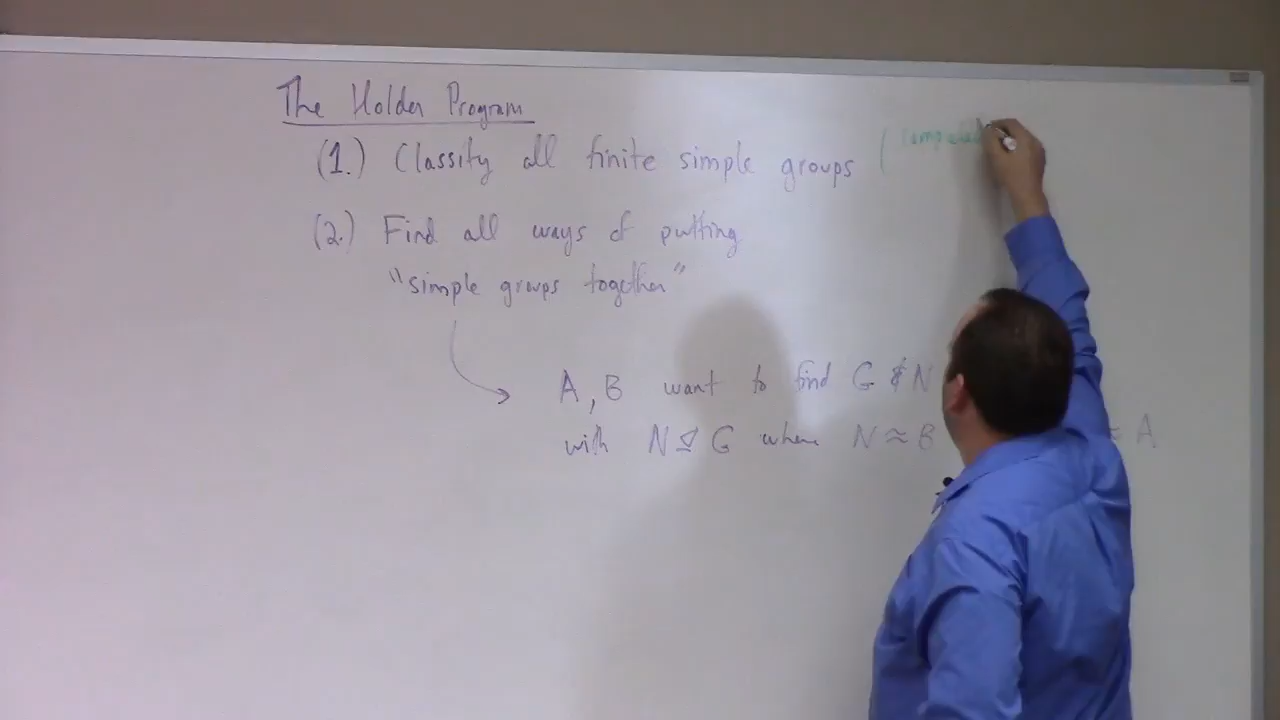 The Holder Program
(1.) Classify all finite simple groups (
(2.) Find all ways of putting
"simple groups together"
A, B want to find G & N
with N ⊴ G where N ≈ B ≈ A